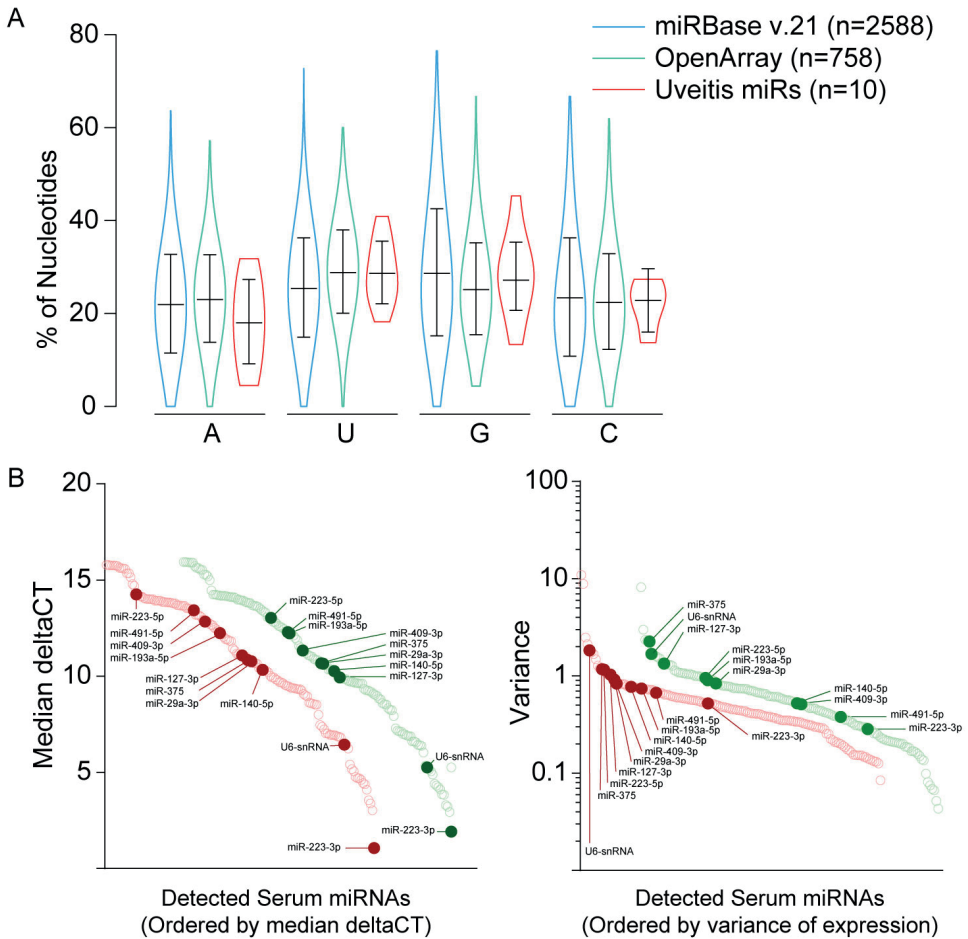 A
miRBase v.21 (n=2588)
OpenArray (n=758)
Uveitis miRs (n=10)
% of Nucleotides
80
60
40
20
0
A
U
G
C
B
Median deltaCT
20
15
10
5
miR-223-5p
miR-491-5p
miR-409-3p
miR-193a-5p
miR-127-3p
miR-375
miR-29a-3p
miR-140-5p
U6-snRNA
miR-223-3p
miR-223-5p
miR-491-5p
miR-193a-5p
miR-409-3p
miR-375
miR-29a-3p
miR-140-5p
miR-127-3p
U6-snRNA
miR-223-3p
Detected Serum miRNAs
(Ordered by median deltaCT)
Variance
100
10
1
0.1
miR-375
U6-snRNA
miR-127-3p
miR-223-5p
miR-193a-5p
miR-29a-3p
miR-140-5p
miR-409-3p
miR-491-5p
miR-223-3p
miR-491-5p
miR-193a-5p
miR-140-5p
miR-409-3p
miR-29a-3p
miR-127-3p
miR-223-5p
miR-375
miR-223-3p
U6-snRNA
Detected Serum miRNAs
(Ordered by variance of expression)